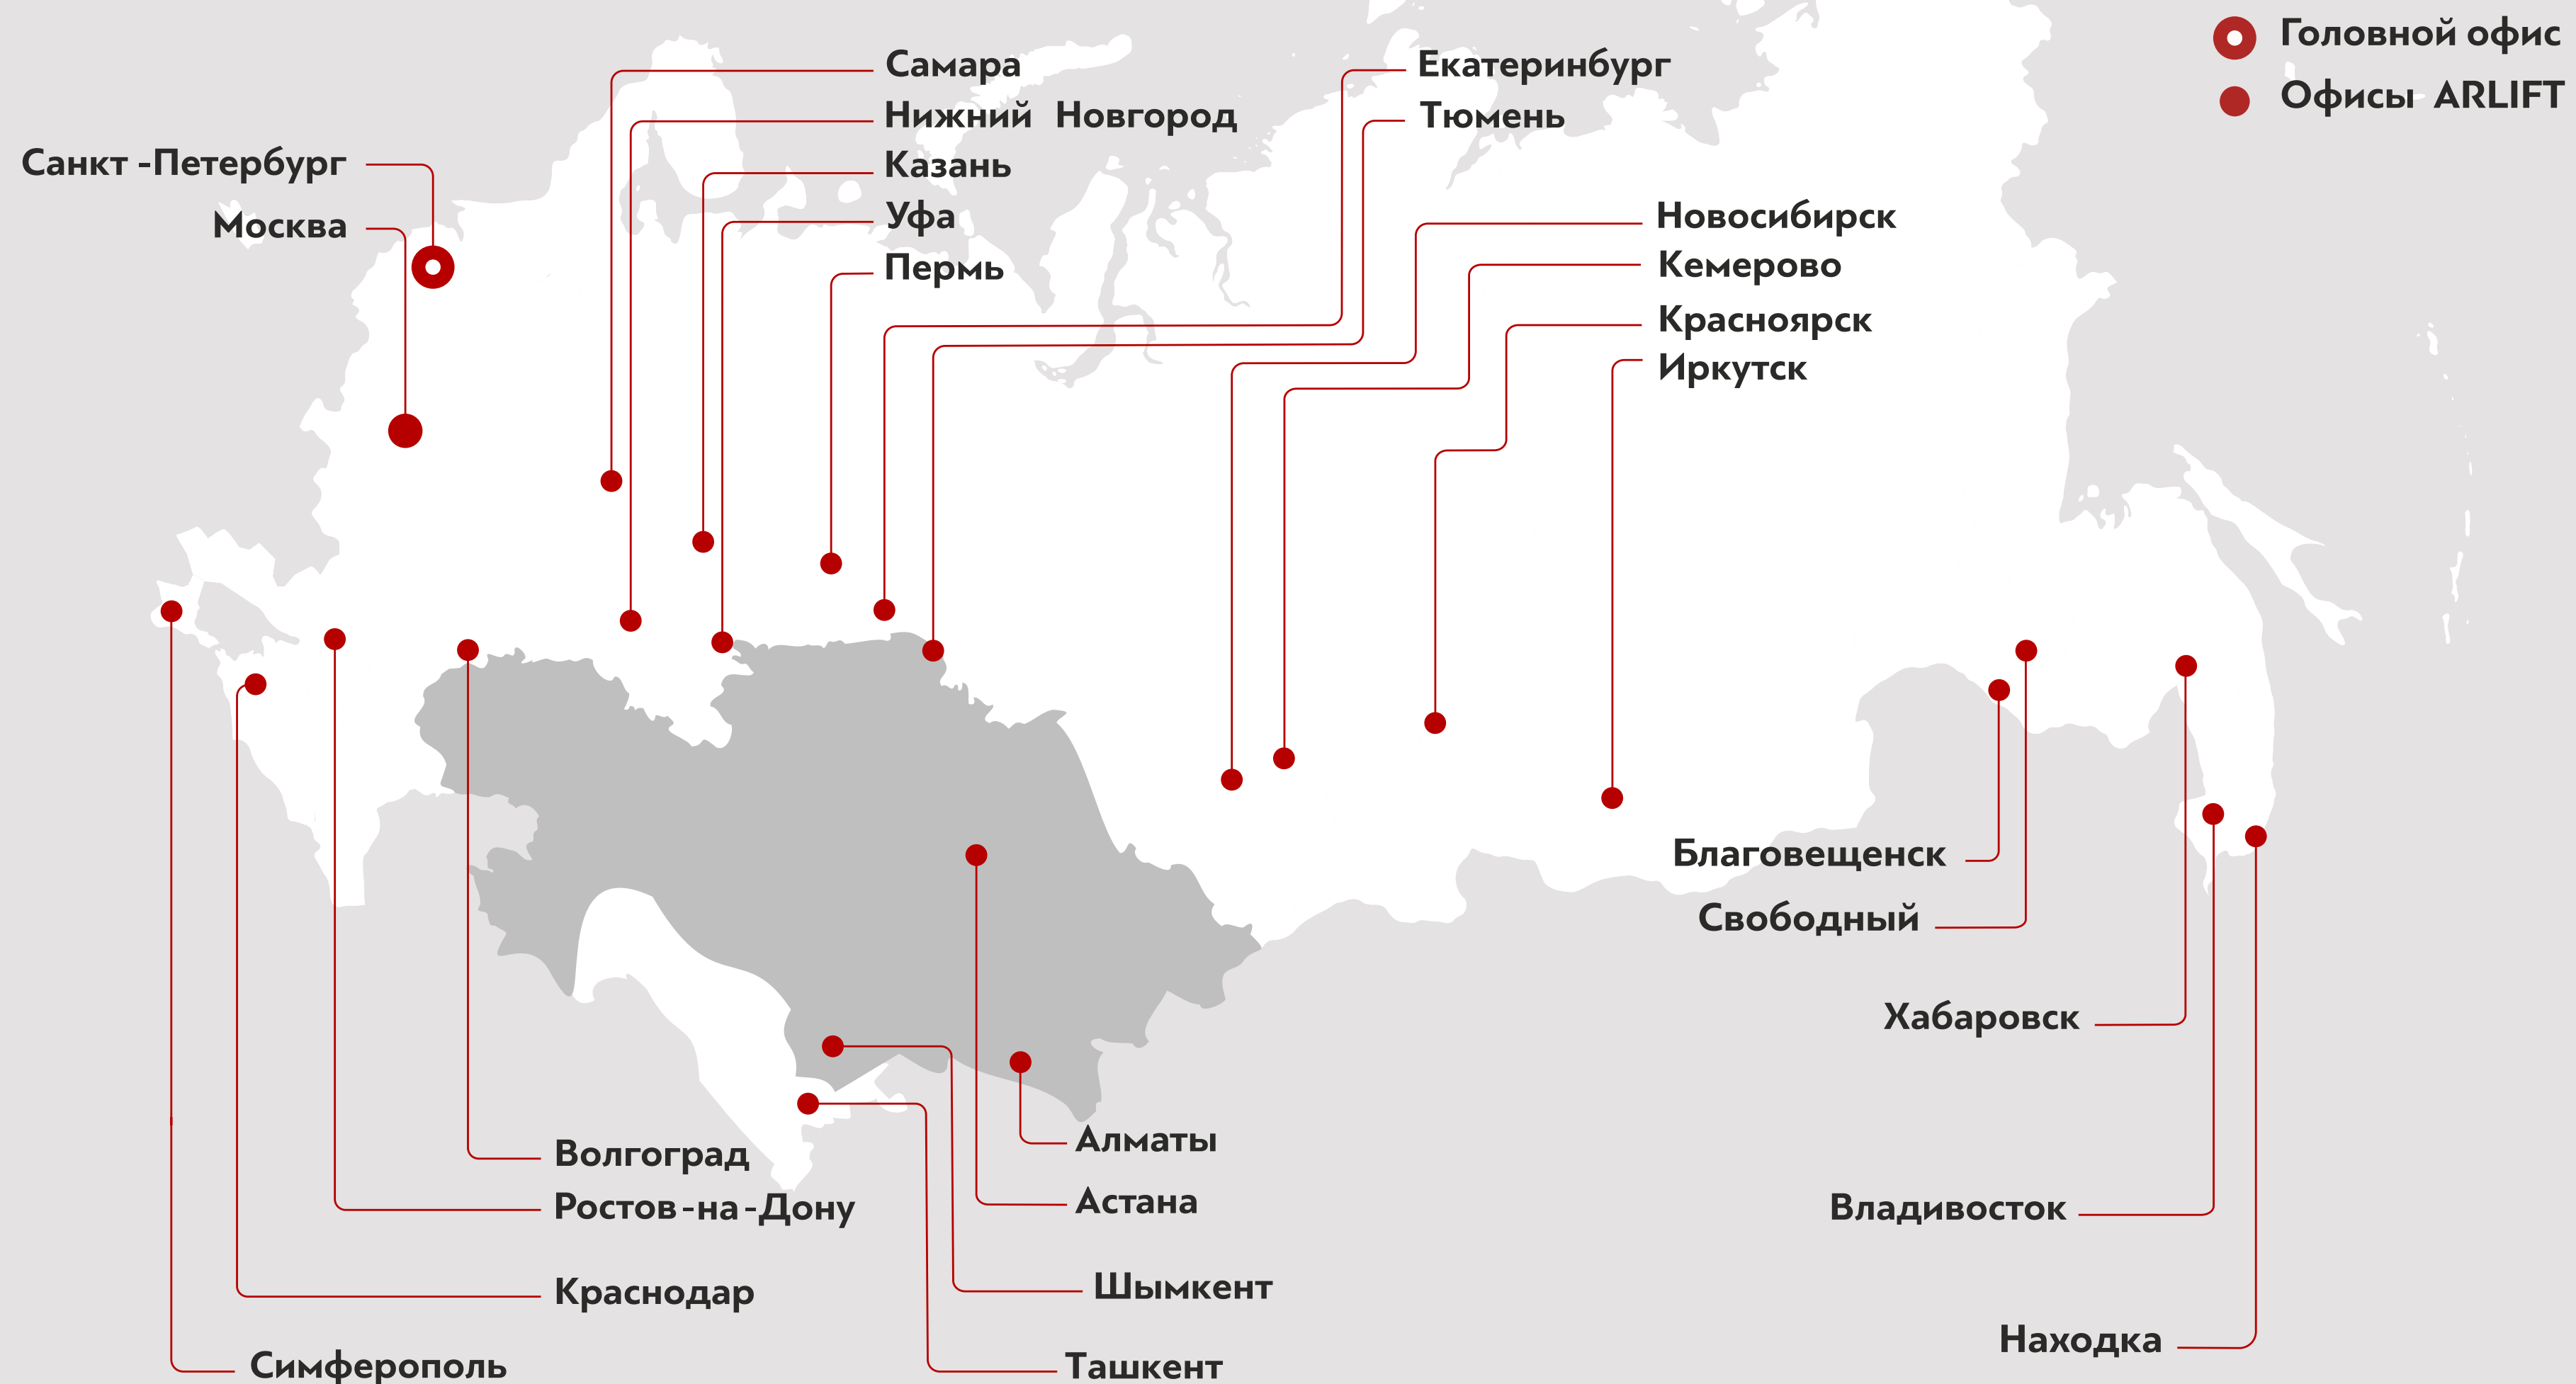 Головной офис
Офисы ARLIFT
Санкт -Петербург
Москва
Самара
Нижний Новгород
Казань
Уфа
Пермь
Екатеринбург
Тюмень
Новосибирск
Кемерово
Красноярск
Иркутск
Благовещенск
Свободный
Хабаровск
Владивосток
Находка
Волгоград
Ростов-на-Дону
Краснодар
Симферополь
Алматы
Астана
Шымкент
Ташкент